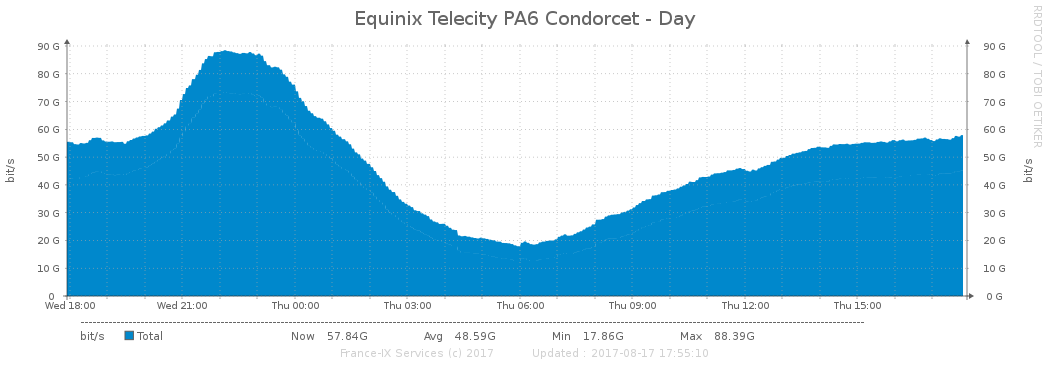 Equinix Telecity PA6 Condorcet - Day
RRDTOOL / TOBI OETIKER
bit/s
bit/s
90 G 90 G
80 G 80 G
70 G 70 G
60 G 60 G
50 G 50 G
40 G 40 G
30 G 30 G
20 G 20 G
10 G 10 G
0 0 G
Wed 18:00 Wed 21:00 Thu 00:00 Thu 03:00 Thu 06:00 Thu 09:00 Thu 12:00 Thu 15:00
bit/s Total Now 57.84G Avg 48.59G Min 17.86G Max 88.39G
France-IX Services (c) 2017 Updated : 2017-08-17 17:55:10